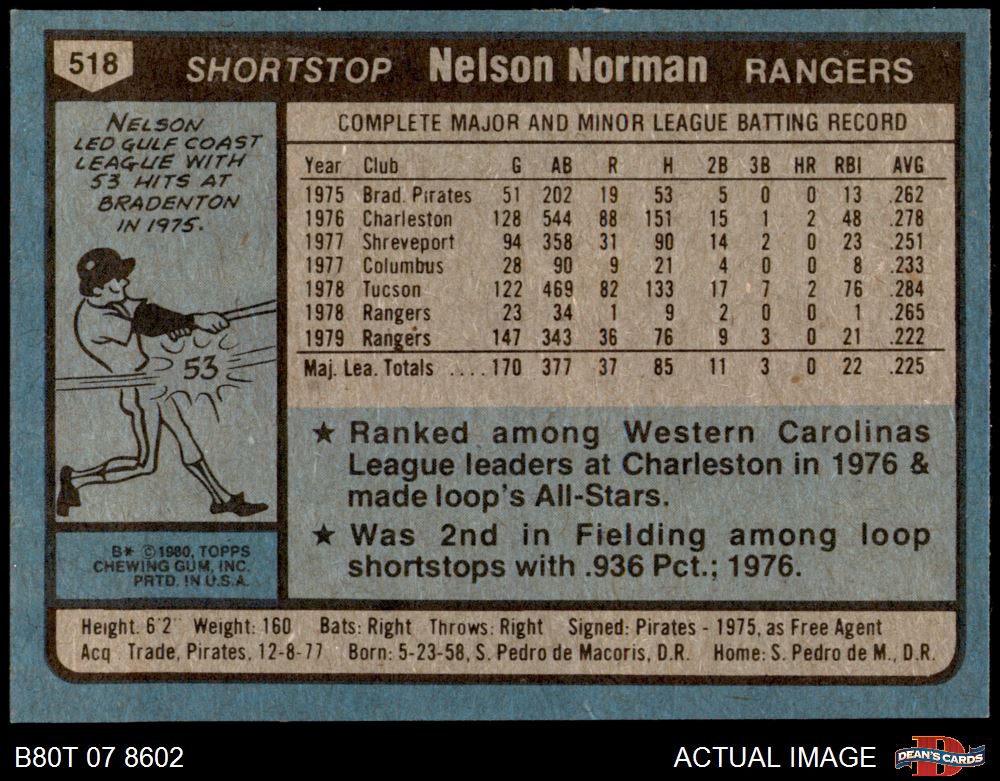 518 SHORTSTOP Nelson Norman RANGERS
NELSON
LED GULF COAST
LEAGUE WITH
53 HITS AT
BRADENTON
IN 1975.
53
B* © 1980, TOPPS
CHEWING GUM, INC.
PRTD. IN U.S.A.
COMPLETE MAJOR AND MINOR LEAGUE BATTING RECORD
Year Club G AB R H 2B 3B HR RBI AVG
1975 Brad. Pirates 51 202 19 53 5 0 0 13 .262
1976 Charleston 128 544 88 151 15 1 2 48 .278
1977 Shreveport 94 358 31 90 14 2 0 23 .251
1977 Columbus 28 90 9 21 4 0 0 8 .233
1978 Tucson 122 469 82 133 17 7 2 76 .284
1978 Rangers 23 34 1 9 2 0 0 1 .265
1979 Rangers 147 343 36 76 9 3 0 21 .222
Maj. Lea. Totals ....170 377 37 85 11 3 0 22 .225
★ Ranked among Western Carolinas
League leaders at Charleston in 1976 &
made loop's All-Stars.
★ Was 2nd in Fielding among loop
shortstops with .936 Pct.; 1976.
Height: 6'2" Weight: 160 Bats: Right Throws: Right Signed: Pirates - 1975, as Free Agent
Acq Trade, Pirates, 12-8-77 Born: 5-23-58, S. Pedro de Macoris, D.R. Home: S. Pedro de M., D.R.
B80T 07 8602 ACTUAL IMAGE D DEAN'S CARDS